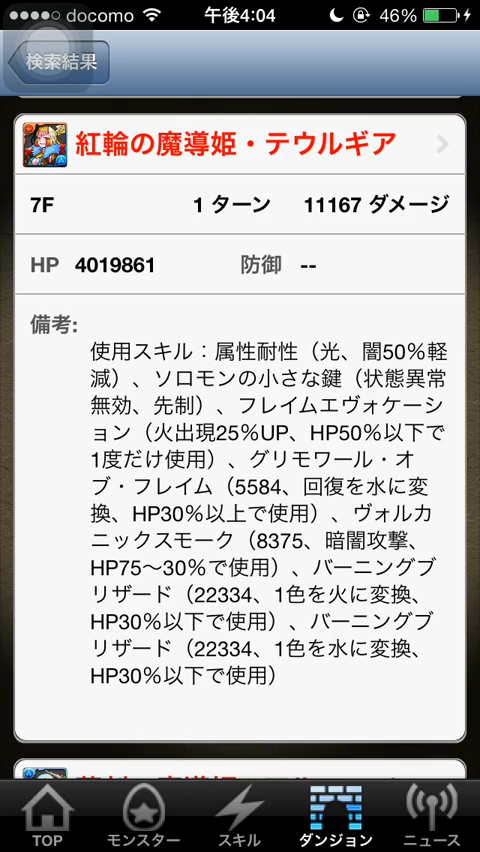 docomo 午後4:04 46%
検索結果
紅輪の魔導姫・テウルギア
7F 1 ターン 11167 ダメージ
HP 4019861 防御 --
備考:
使用スキル：属性耐性（光、闇50％軽
減）、ソロモンの小さな鍵（状態異常
無効、先制）、フレイムエヴォケーシ
ョン（火出現25％UP、HP50％以下で
1度だけ使用）、グリモワール・オ
ブ・フレイム（5584、回復を水に変
換、HP30％以上で使用）、ヴォルカ
ニックスモーク（8375、暗闇攻撃、
HP75〜30％で使用）、バーニングブ
リザード（22334、1色を火に変換、
HP30％以下で使用）、バーニングブ
リザード（22334、1色を水に変換、
HP30％以下で使用）
TOP モンスター スキル ダンジョン ニュース